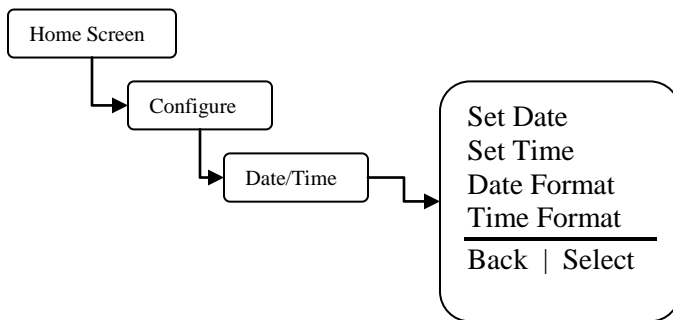 Home Screen
Configure
Date/Time
Set Date
Set Time
Date Format
Time Format
Back | Select